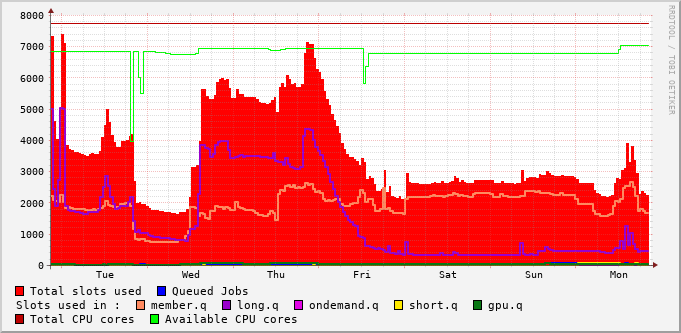 8000
7000
6000
5000
4000
3000
2000
1000
0
Tue Wed Thu Fri Sat Sun Mon
Total slots used Queued Jobs
Slots used in : member.q long.q ondemand.q short.q gpu.q
Total CPU cores Available CPU cores
RRDTOOL / TOBI OETIKER